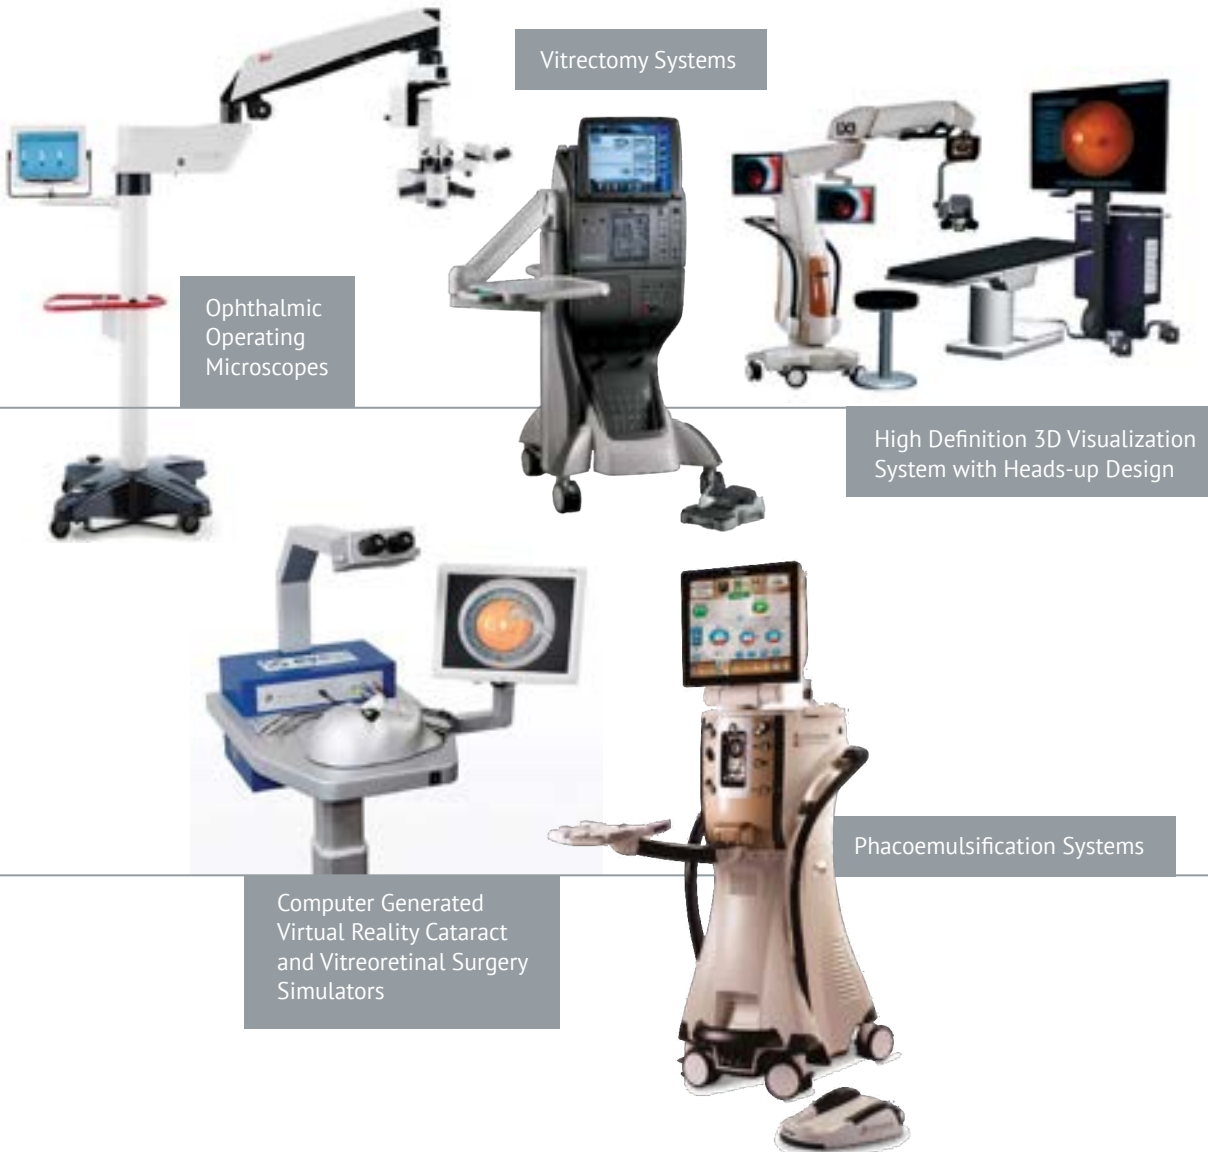 Vitrectomy Systems
Ophthalmic
Operating
Microscopes
High Definition 3D Visualization
System with Heads-up Design
Phacoemulsification Systems
Computer Generated
Virtual Reality Cataract
and Vitreoretinal Surgery
Simulators